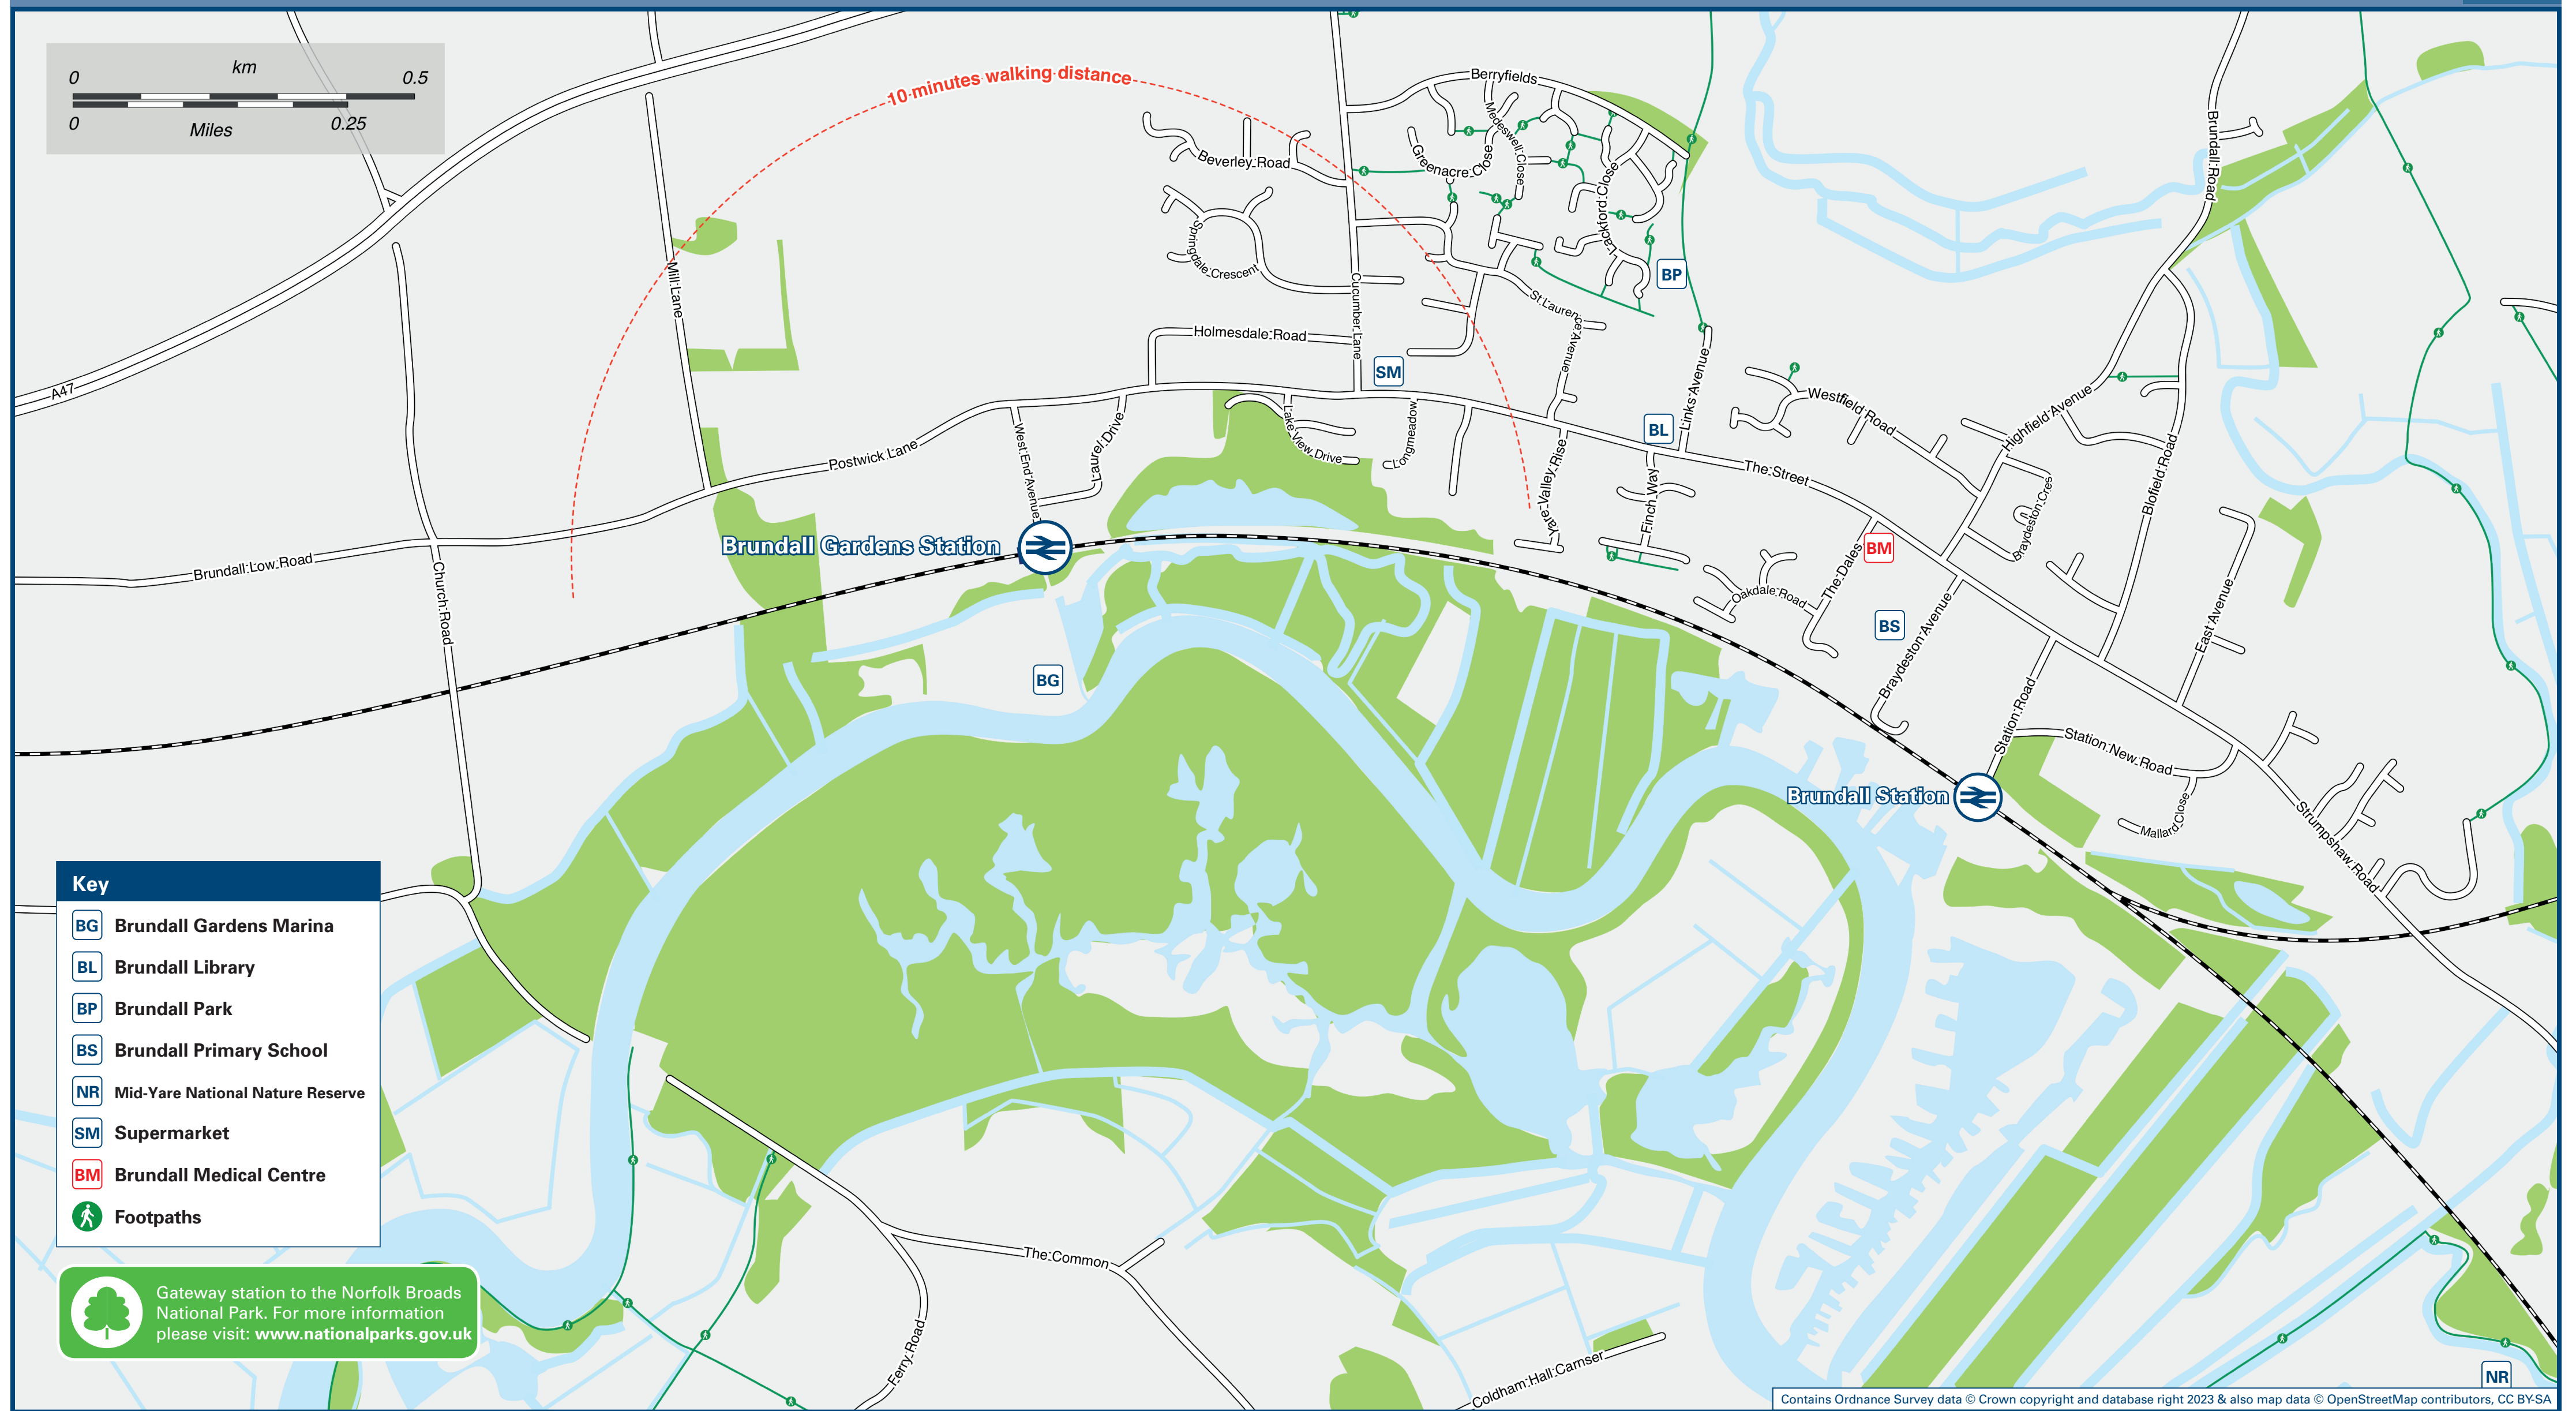 km
0 0.5
0 0.25
Miles
10 minutes walking distance
Berryfields
Medeswell Close
Greenacre Close
Beverley Road
Lackford Close
Brundall Road
Springdale Crescent
BP
Mill Lane
Cucumber Lane
St Laurence Avenue
Holmesdale Road
SM
A47
Links Avenue
Westfield Road
Highfield Avenue
West End Avenue
Laurel Drive
Lake View Drive
Longmeadow
BL
Postwick Lane
The Street
Blofield Road
Yare Valley Rise
Finch Way
Braydeston Cres
Brundall Gardens Station
BM
Brundall Low Road
Church Road
The Dales
Oakdale Road
BS
Braydeston Avenue
East Avenue
BG
Station Road
Station New Road
Brundall Station
Mallard Close
Strumpshaw Road
Key
BG Brundall Gardens Marina
BL Brundall Library
BP Brundall Park
BS Brundall Primary School
NR Mid-Yare National Nature Reserve
SM Supermarket
BM Brundall Medical Centre
Footpaths
The Common
Ferry Road
Coldham Hall Carnser
NR
Gateway station to the Norfolk Broads
National Park. For more information
please visit: www.nationalparks.gov.uk
Contains Ordnance Survey data © Crown copyright and database right 2023 & also map data © OpenStreetMap contributors, CC BY-SA